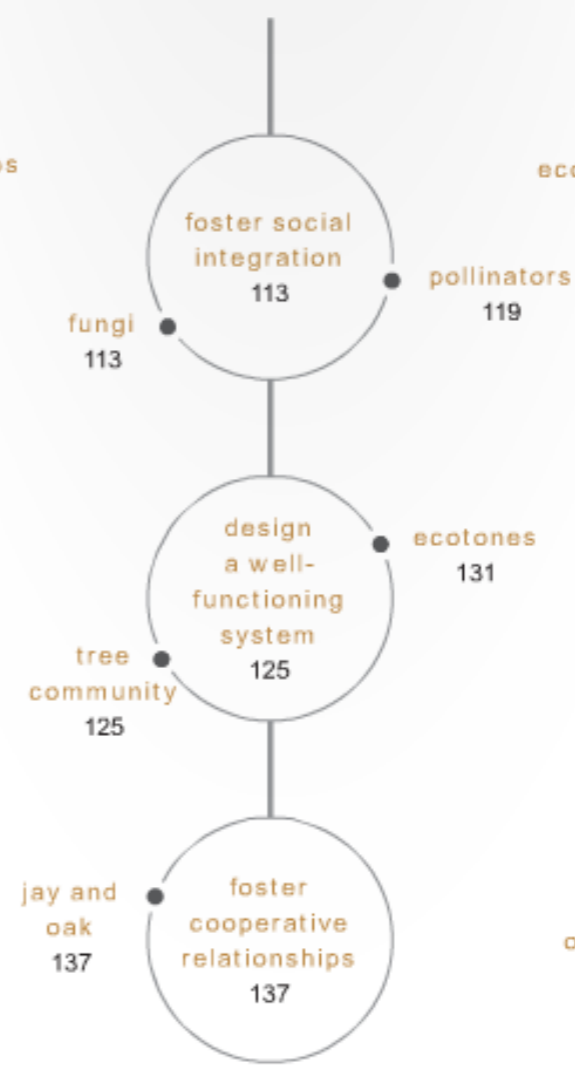 foster social
integration
113
pollinators
119
fungi
113
design
a well-
functioning
system
125
ecotones
131
tree
community
125
jay and
oak
137
foster
cooperative
relationships
137